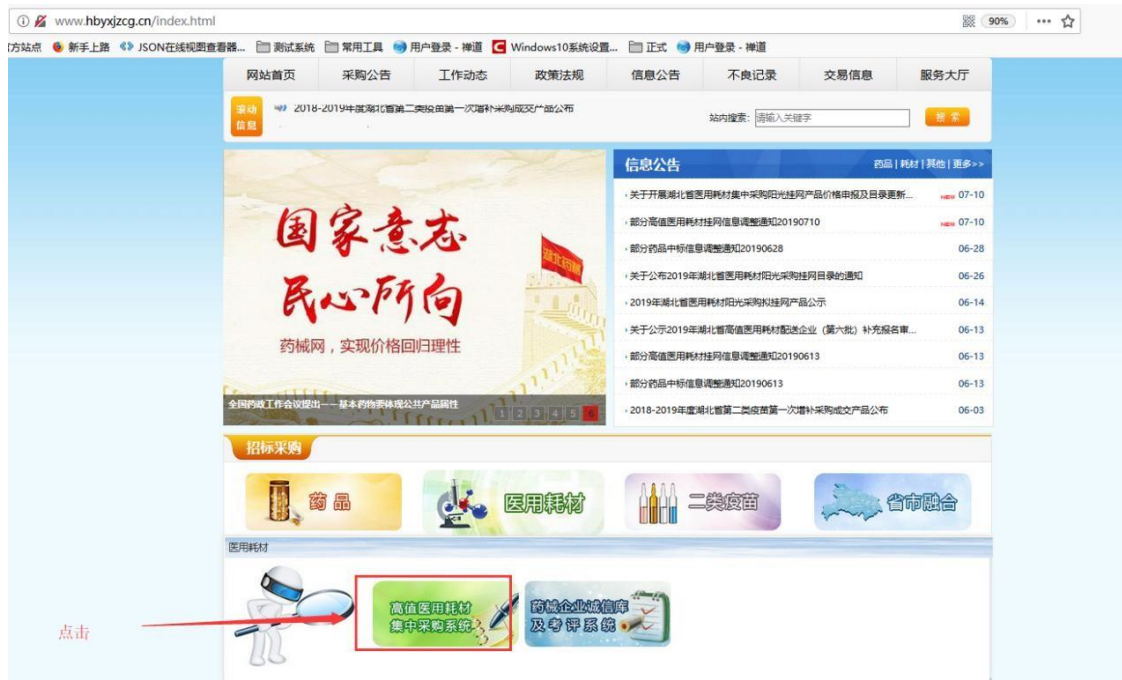 www.hbyxjzcg.cn/index.html
90%
方站点 新手上路 JSON在线视图查看器... 测试系统 常用工具 用户登录 - 禅道 Windows10系统设置... 正式 用户登录 - 禅道
网站首页 采购公告 工作动态 政策法规 信息公告 不良记录 交易信息 服务大厅
滚动
信息
2018-2019年度湖北省第二类疫苗第一次增补采购成交产品公布
站内搜索: 请输入关键字 搜 索
国家意志
民心所向
药械网，实现价格回归理性
湖北药械
全国药政工作会议提出——基本药物要体现公共产品属性
1 2 3 4 5 6
信息公告 药品 | 耗材 | 其他 | 更多>>
关于开展湖北省医用耗材集中采购阳光挂网产品价格申报及目录更新... NEW 07-10
部分高值医用耗材挂网信息调整通知20190710 NEW 07-10
部分药品中标信息调整通知20190628 06-28
关于公布2019年湖北省医用耗材阳光采购挂网目录的通知 06-26
2019年湖北省医用耗材阳光采购拟挂网产品公示 06-14
关于公示2019年湖北省高值医用耗材配送企业（第六批）补充报名审... 06-13
部分高值医用耗材挂网信息调整通知20190613 06-13
部分药品中标信息调整通知20190613 06-13
2018-2019年度湖北省第二类疫苗第一次增补采购成交产品公布 06-03
招标采购
药品 医用耗材 二类疫苗 省市融合
医用耗材
点击
高值医用耗材
集中采购系统
药械企业诚信库
及考评系统